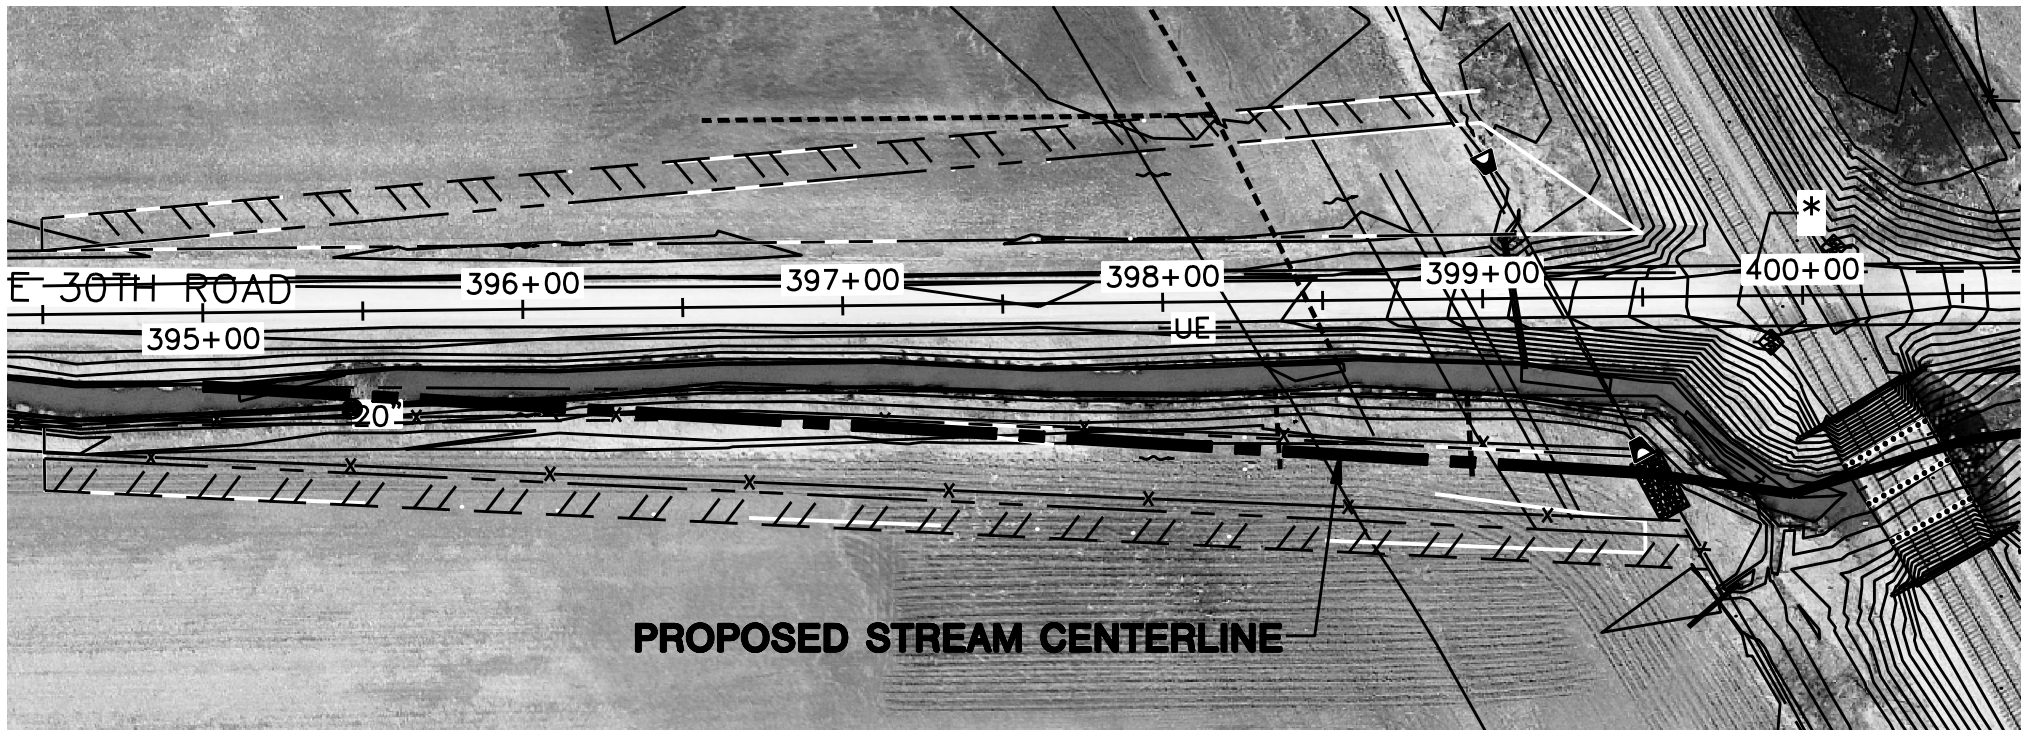 *
E 30TH ROAD
396+00
397+00
398+00
399+00
400+00
395+00
UE
20"
PROPOSED STREAM CENTERLINE